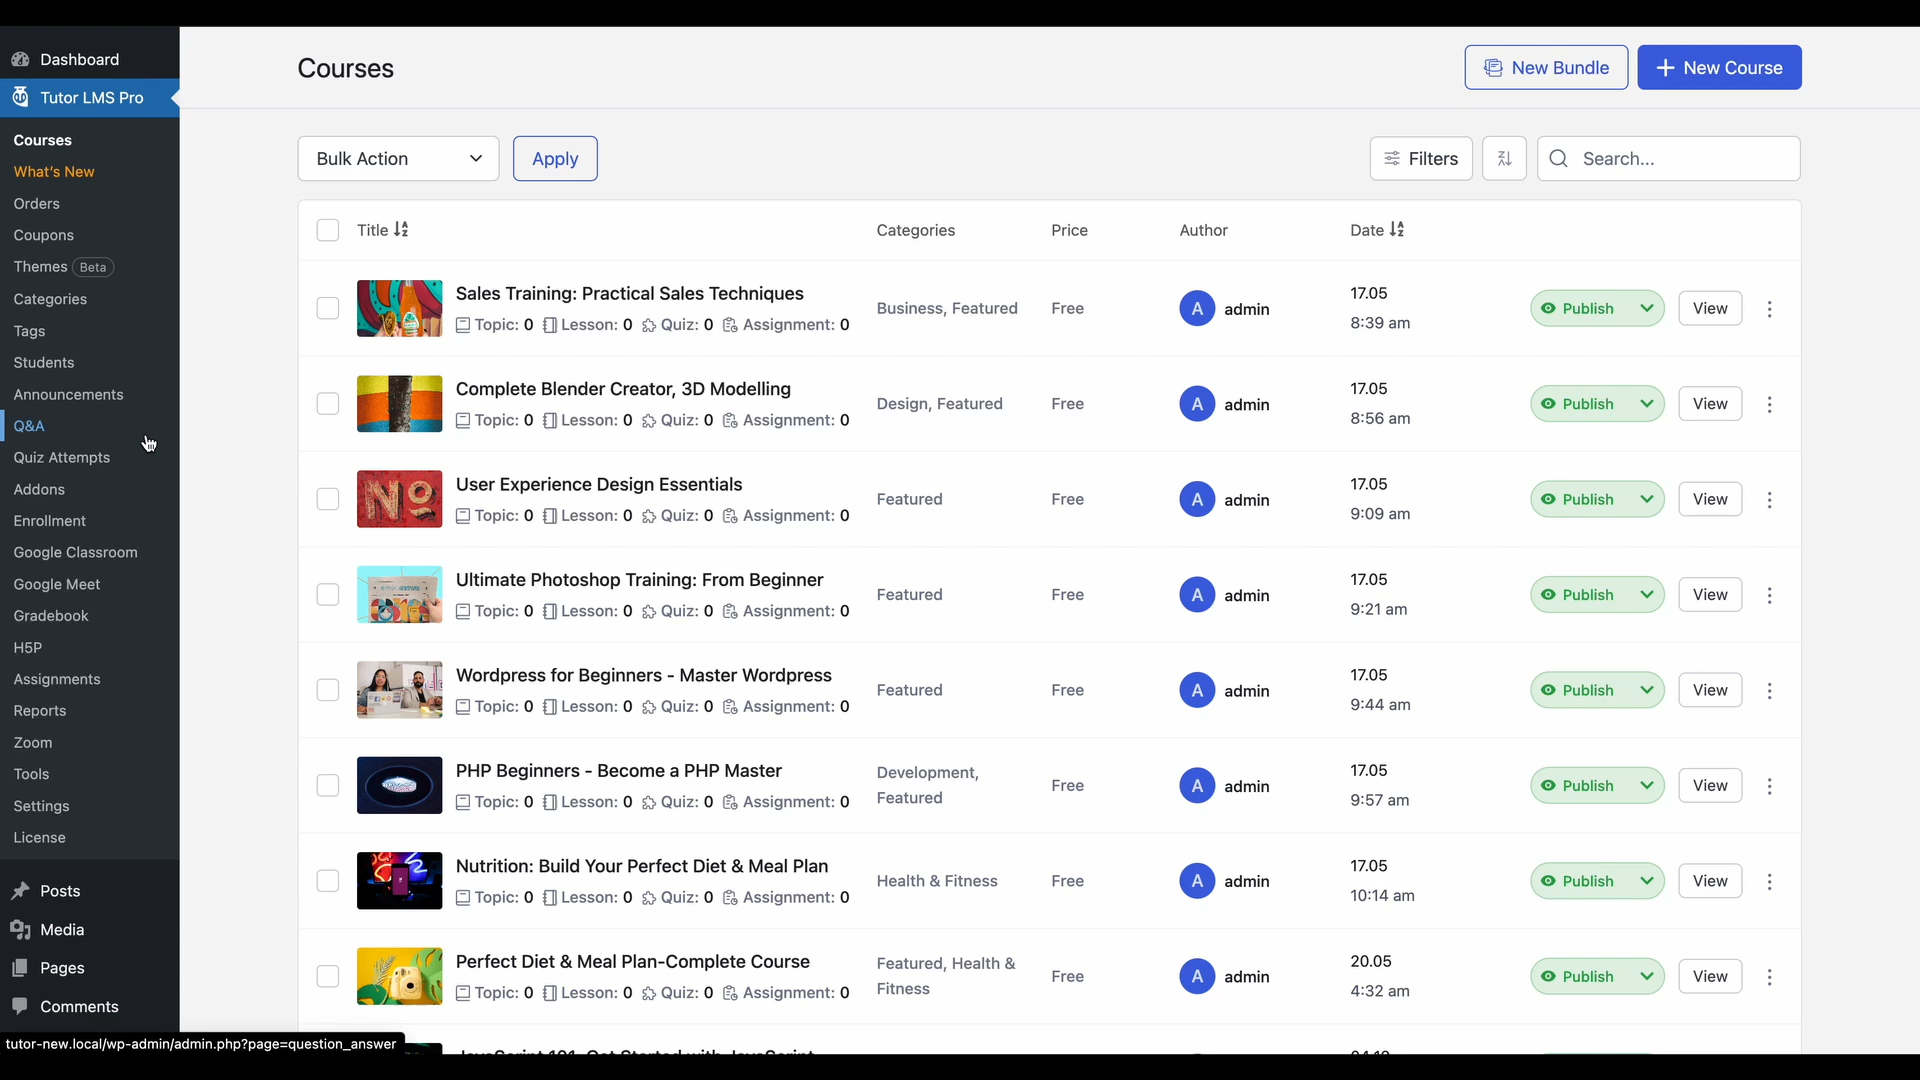 Dashboard
Tutor LMS Pro
Courses
What's New
Orders
Coupons
Themes Beta
Categories
Tags
Students
Announcements
Q&A
Quiz Attempts
Addons
Enrollment
Google Classroom
Google Meet
Gradebook
H5P
Assignments
Reports
Zoom
Tools
Settings
License
Posts
Media
Pages
Comments
tutor-new.local/wp-admin/admin.php?page=question_answer
Courses
New Bundle
New Course
Bulk Action
Apply
Filters
Search...
Title Categories Price Author Date
Sales Training: Practical Sales Techniques
Topic: 0 Lesson: 0 Quiz: 0 Assignment: 0
Business, Featured
Free
A admin
17.05
8:39 am
Publish
View
Complete Blender Creator, 3D Modelling
Topic: 0 Lesson: 0 Quiz: 0 Assignment: 0
Design, Featured
Free
A admin
17.05
8:56 am
Publish
View
NO
User Experience Design Essentials
Topic: 0 Lesson: 0 Quiz: 0 Assignment: 0
Featured
Free
A admin
17.05
9:09 am
Publish
View
Ultimate Photoshop Training: From Beginner
Topic: 0 Lesson: 0 Quiz: 0 Assignment: 0
Featured
Free
A admin
17.05
9:21 am
Publish
View
Wordpress for Beginners - Master Wordpress
Topic: 0 Lesson: 0 Quiz: 0 Assignment: 0
Featured
Free
A admin
17.05
9:44 am
Publish
View
PHP Beginners - Become a PHP Master
Topic: 0 Lesson: 0 Quiz: 0 Assignment: 0
Development,
Featured
Free
A admin
17.05
9:57 am
Publish
View
Nutrition: Build Your Perfect Diet & Meal Plan
Topic: 0 Lesson: 0 Quiz: 0 Assignment: 0
Health & Fitness
Free
A admin
17.05
10:14 am
Publish
View
Perfect Diet & Meal Plan-Complete Course
Topic: 0 Lesson: 0 Quiz: 0 Assignment: 0
Featured, Health &
Fitness
Free
A admin
20.05
4:32 am
Publish
View
JavaScript 101: Get Started with JavaScript